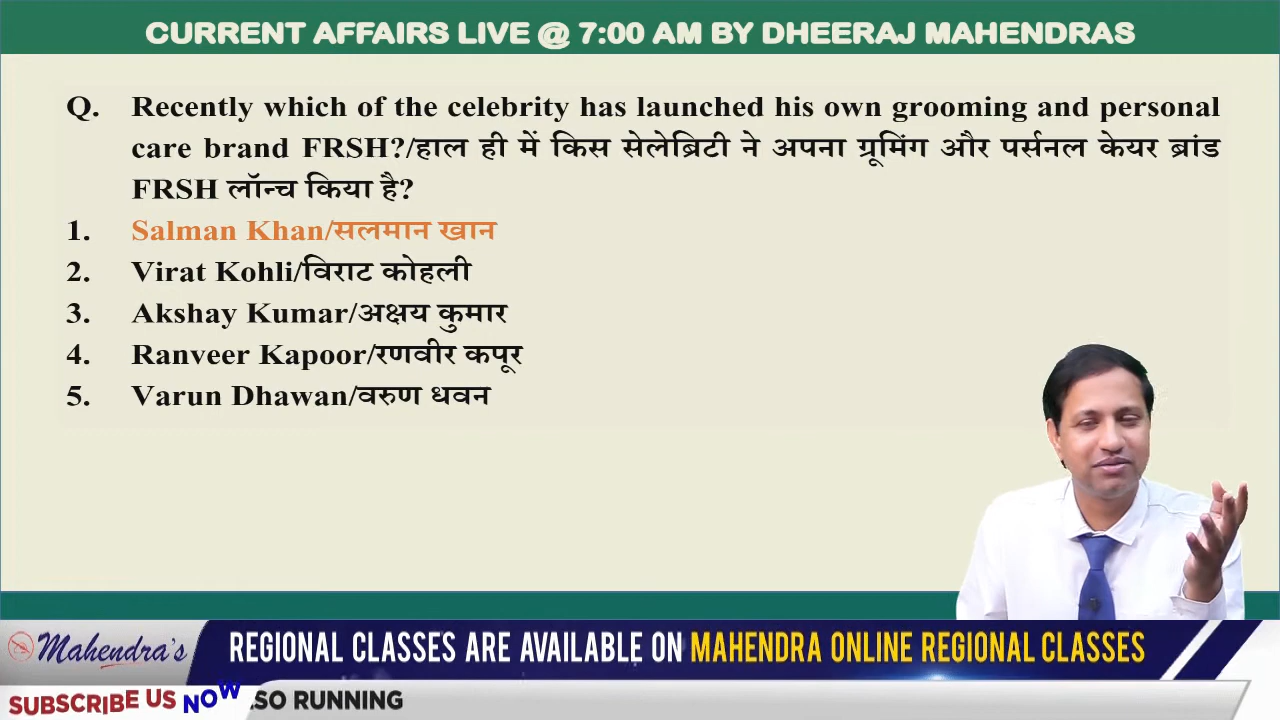 CURRENT AFFAIRS LIVE @ 7:00 AM BY DHEERAJ MAHENDRAS
Q. Recently which of the celebrity has launched his own grooming and personal
care brand FRSH?/हाल ही में किस सेलेब्रिटी ने अपना ग्रूमिंग और पर्सनल केयर ब्रांड
FRSH लॉन्च किया है?
1. Salman Khan/सलमान खान
2. Virat Kohli/विराट कोहली
3. Akshay Kumar/अक्षय कुमार
4. Ranveer Kapoor/रणवीर कपूर
5. Varun Dhawan/वरुण धवन
Mahendra's REGIONAL CLASSES ARE AVAILABLE ON MAHENDRA ONLINE REGIONAL CLASSES
SUBSCRIBE US NOW RUNNING